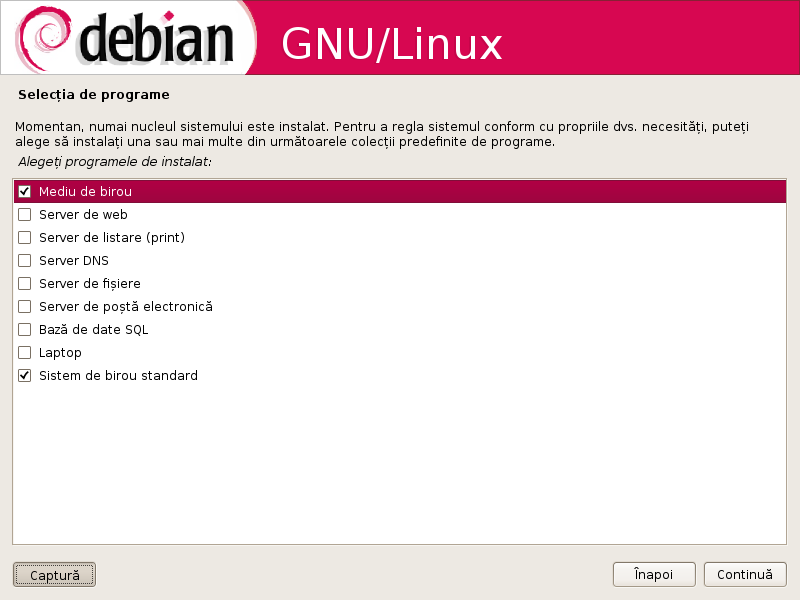 debian GNU/Linux
Selecția de programe
Momentan, numai nucleul sistemului este instalat. Pentru a regla sistemul conform cu propriile dvs. necesități, puteți
alege să instalați una sau mai multe din următoarele colecții predefinite de programe.
Alegeți programele de instalat:
Mediu de birou
Server de web
Server de listare (print)
Server DNS
Server de fișiere
Server de poștă electronică
Bază de date SQL
Laptop
Sistem de birou standard
Captură Înapoi Continuă